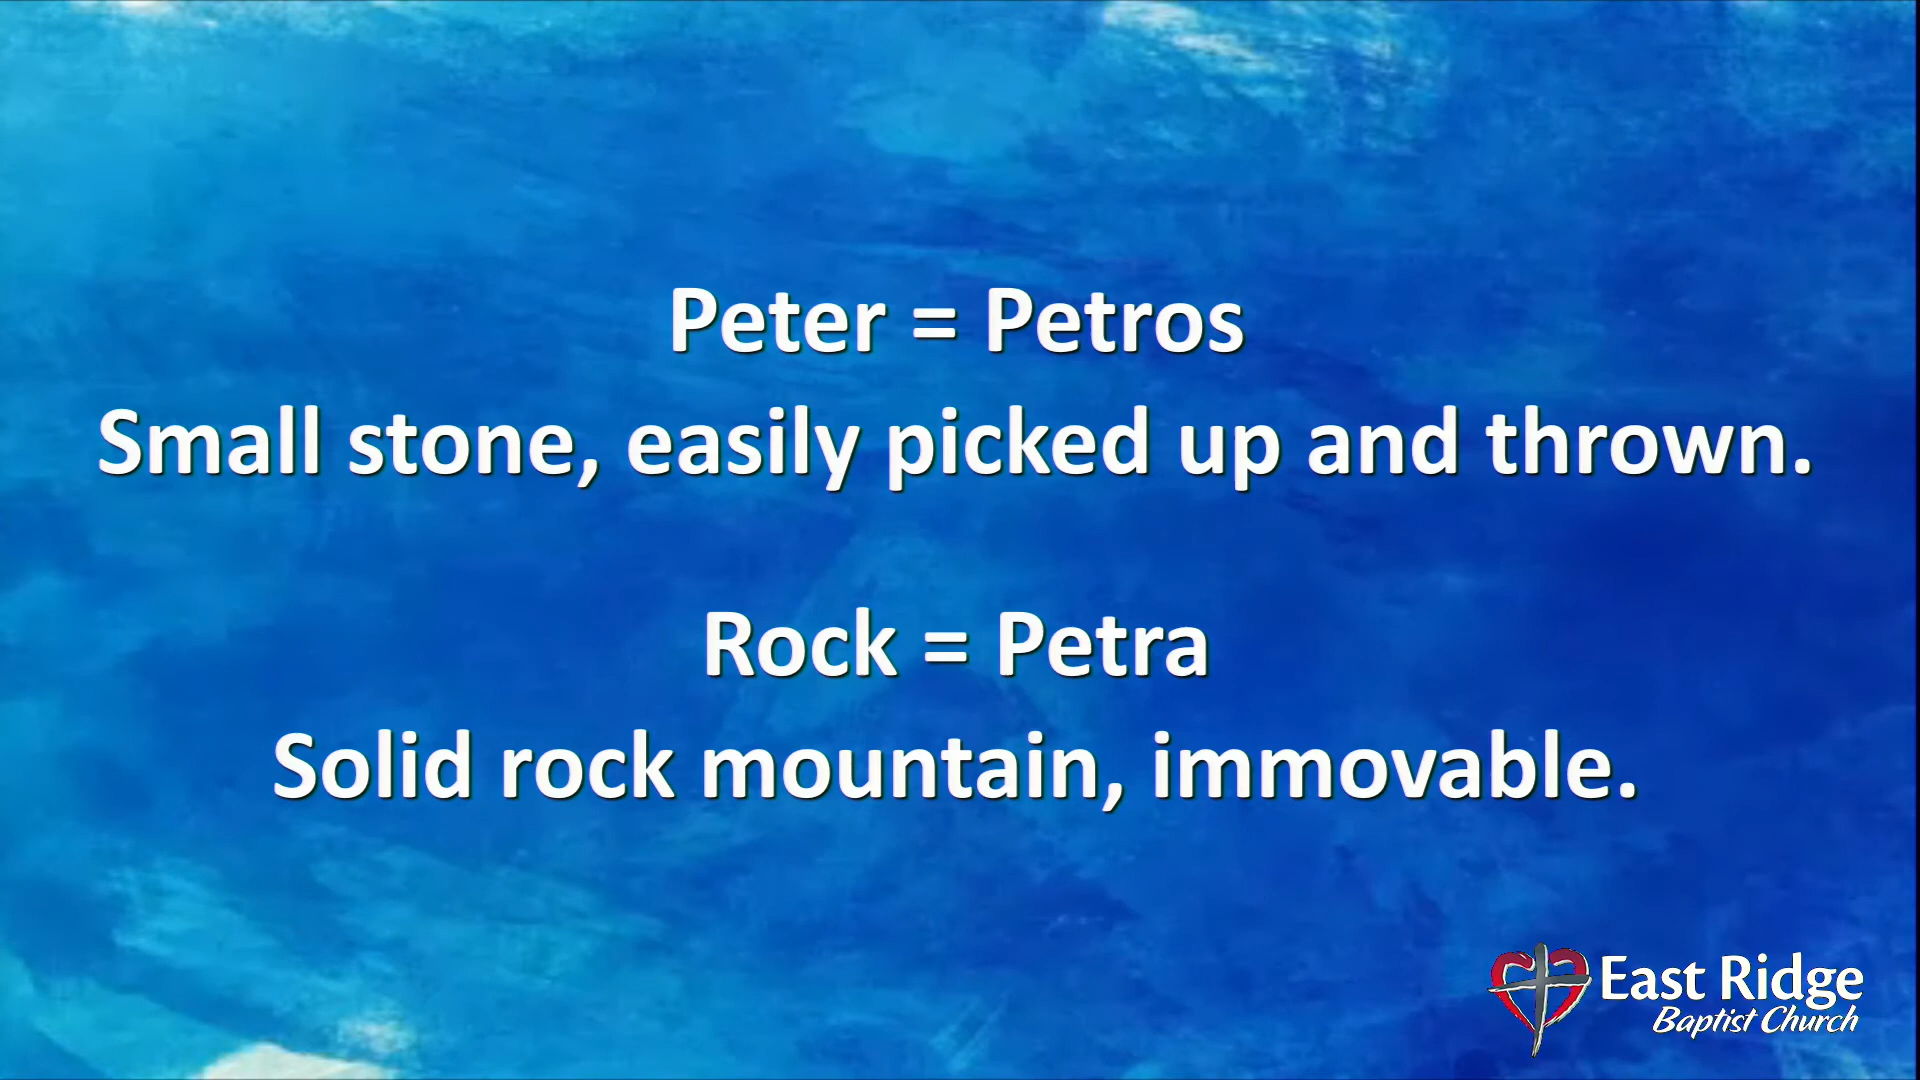 Peter = Petros
Small stone, easily picked up and thrown.
Rock = Petra
Solid rock mountain, immovable.
East Ridge
Baptist Church